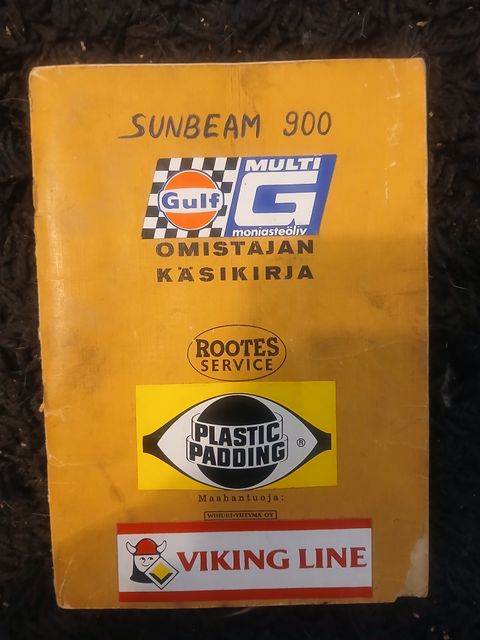 SUNBEAM 900
Gulf MULTI G
moniasteöljy
OMISTAJAN
KÄSIKIRJA
ROOTES
SERVICE
PLASTIC
PADDING ®
Maahantuoja:
WIHURI-YHTYMÄ OY
VIKING LINE